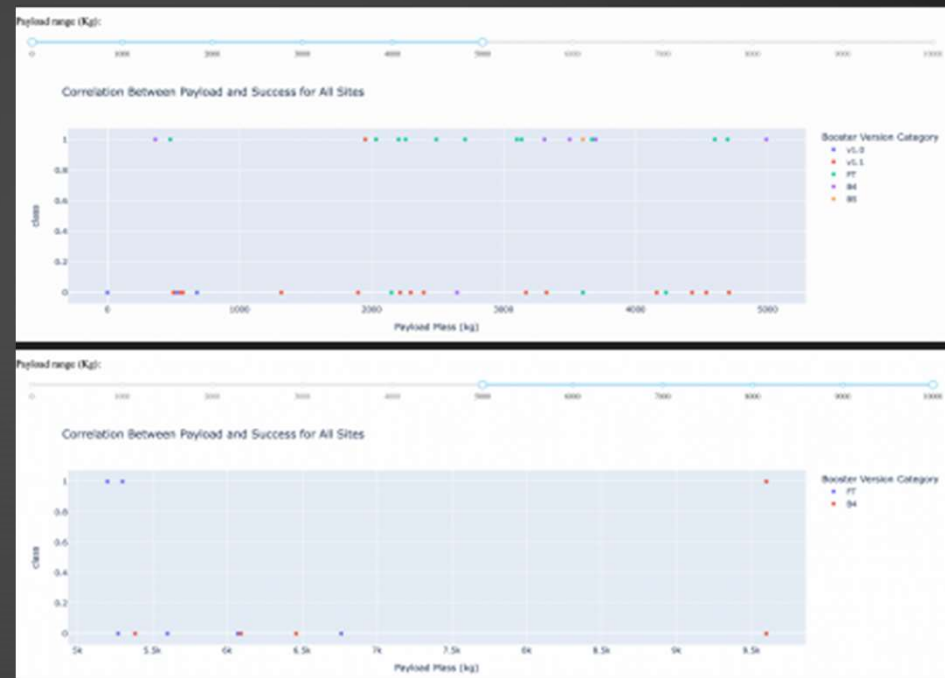 Payload range (Kg):
0 1000 2000 3000 4000 5000 6000 7000 8000 9000 10000
Correlation Between Payload and Success for All Sites
Booster Version Category
v1.0
v1.1
FT
B4
B5
class
1
0.8
0.6
0.4
0.2
0
0 1000 2000 3000 4000 5000
Payload Mass (kg)
Payload range (Kg):
0 1000 2000 3000 4000 5000 6000 7000 8000 9000 10000
Correlation Between Payload and Success for All Sites
Booster Version Category
FT
B4
class
1
0.8
0.6
0.4
0.2
0
5k 5.5k 6k 6.5k 7k 7.5k 8k 8.5k 9k 9.5k
Payload Mass (kg)